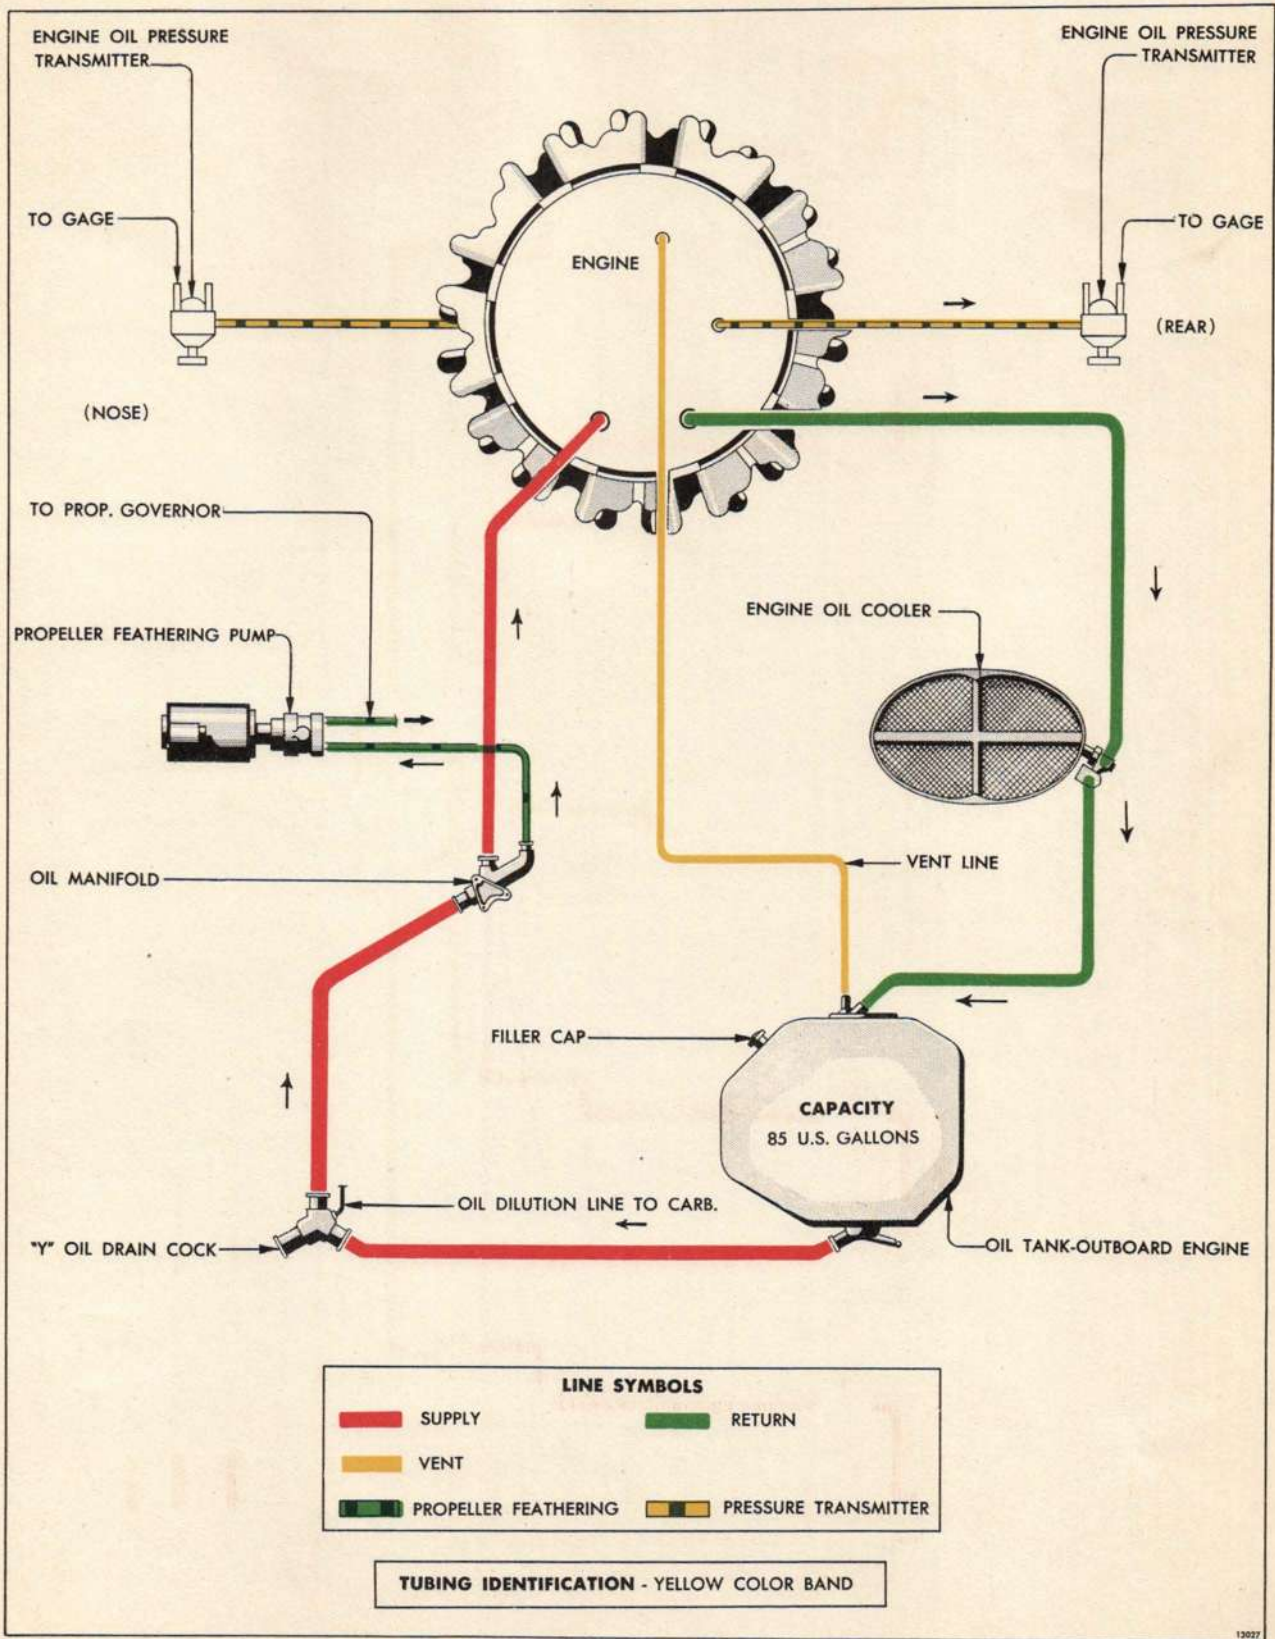 ENGINE OIL PRESSURE
TRANSMITTER
ENGINE OIL PRESSURE
TRANSMITTER
TO GAGE
TO GAGE
ENGINE
(REAR)
(NOSE)
TO PROP. GOVERNOR
ENGINE OIL COOLER
PROPELLER FEATHERING PUMP
VENT LINE
OIL MANIFOLD
FILLER CAP
CAPACITY
85 U.S. GALLONS
OIL DILUTION LINE TO CARB.
"Y" OIL DRAIN COCK
OIL TANK-OUTBOARD ENGINE
LINE SYMBOLS
SUPPLY
RETURN
VENT
PROPELLER FEATHERING
PRESSURE TRANSMITTER
TUBING IDENTIFICATION - YELLOW COLOR BAND
12027